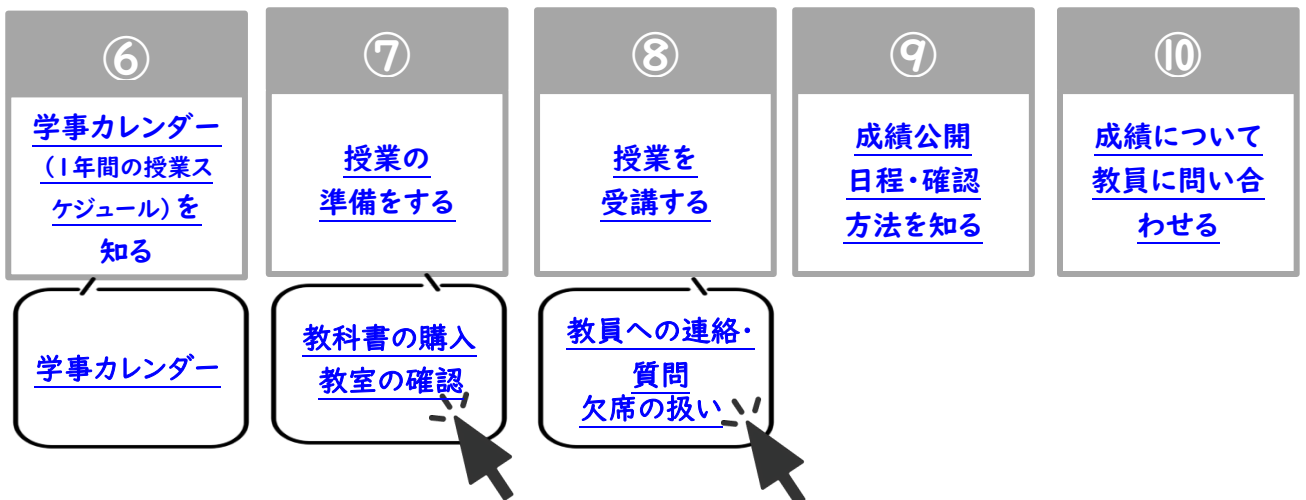 ⑥
学事カレンダー
(1年間の授業ス
ケジュール)を
知る
学事カレンダー
⑦
授業の
準備をする
教科書の購入
教室の確認
⑧
授業を
受講する
教員への連絡・
質問
欠席の扱い
⑨
成績公開
日程・確認
方法を知る
⑩
成績について
教員に問い合
わせる